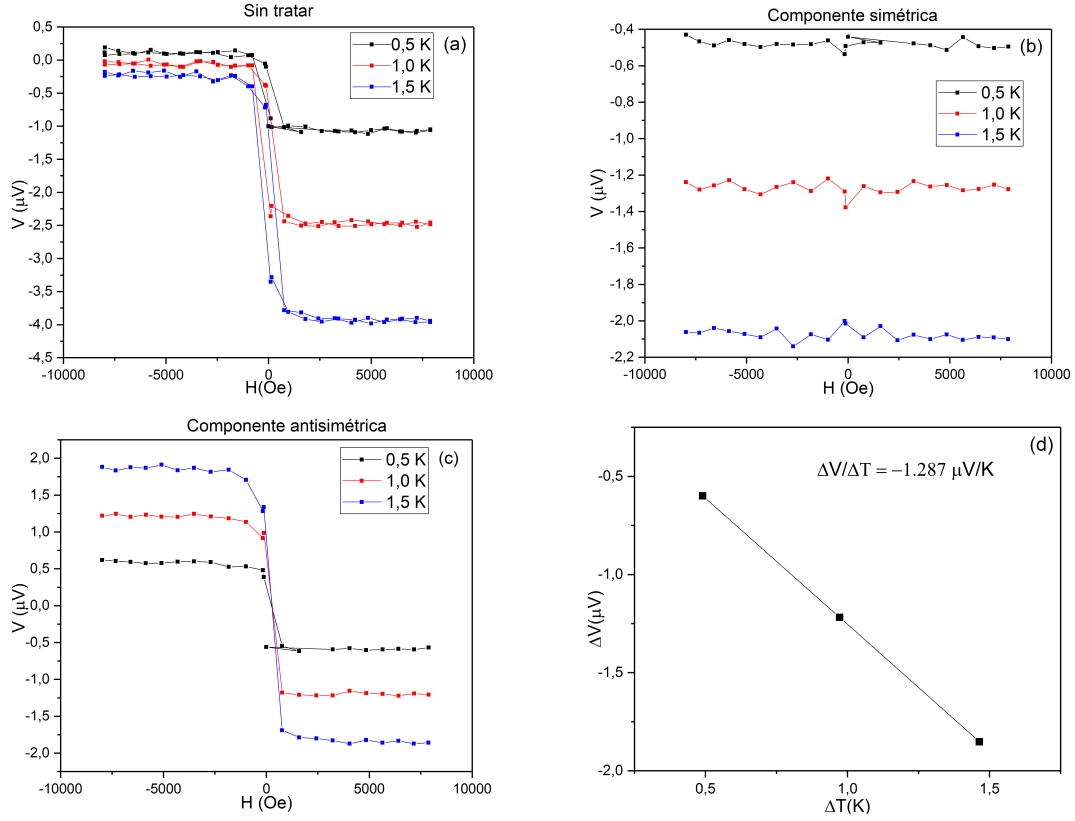 Sin tratar
(a)
0,5 K
1,0 K
1,5 K
0,5
0,0
-0,5
-1,0
-1,5
-2,0
-2,5
-3,0
-3,5
-4,0
-4,5
V (μV)
-10000 -5000 0 5000 10000
H(Oe)
Componente simétrica
(b)
0,5 K
1,0 K
1,5 K
-0,4
-0,6
-0,8
-1,0
-1,2
-1,4
-1,6
-1,8
-2,0
-2,2
V (μV)
-10000 -5000 0 5000 10000
H (Oe)
Componente antisimétrica
(c)
0,5 K
1,0 K
1,5 K
2,0
1,5
1,0
0,5
0,0
-0,5
-1,0
-1,5
-2,0
V (μV)
-10000 -5000 0 5000 10000
H (Oe)
(d)
ΔV/ΔT = −1.287 μV/K
-0,5
-1,0
-1,5
-2,0
ΔV(μV)
0,5 1,0 1,5
ΔT(K)